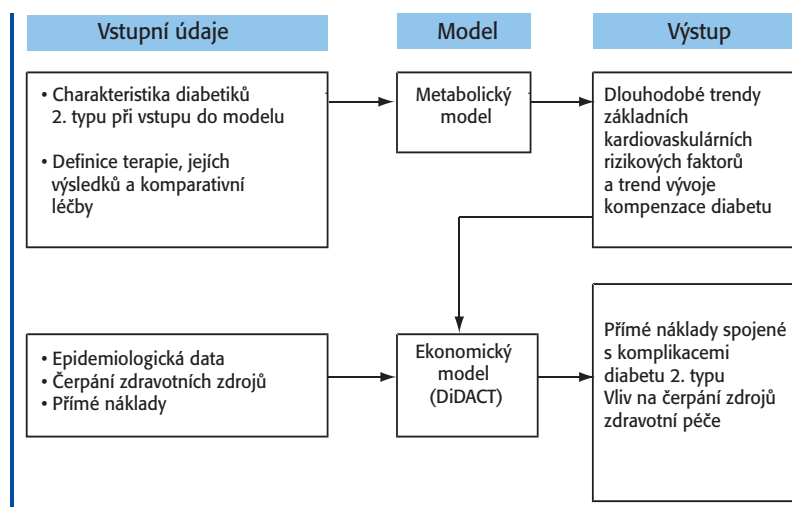 Vstupní údaje
Model
Výstup
• Charakteristika diabetiků
2. typu při vstupu do modelu
• Definice terapie, jejích
výsledků a komparativní
léčby
Metabolický
model
Dlouhodobé trendy
základních
kardiovaskulárních
rizikových faktorů
a trend vývoje
kompenzace diabetu
• Epidemiologická data
• Čerpání zdravotních zdrojů
• Přímé náklady
Ekonomický
model
(DiDACT)
Přímé náklady spojené
s komplikacemi
diabetu 2. typu
Vliv na čerpání zdrojů
zdravotní péče